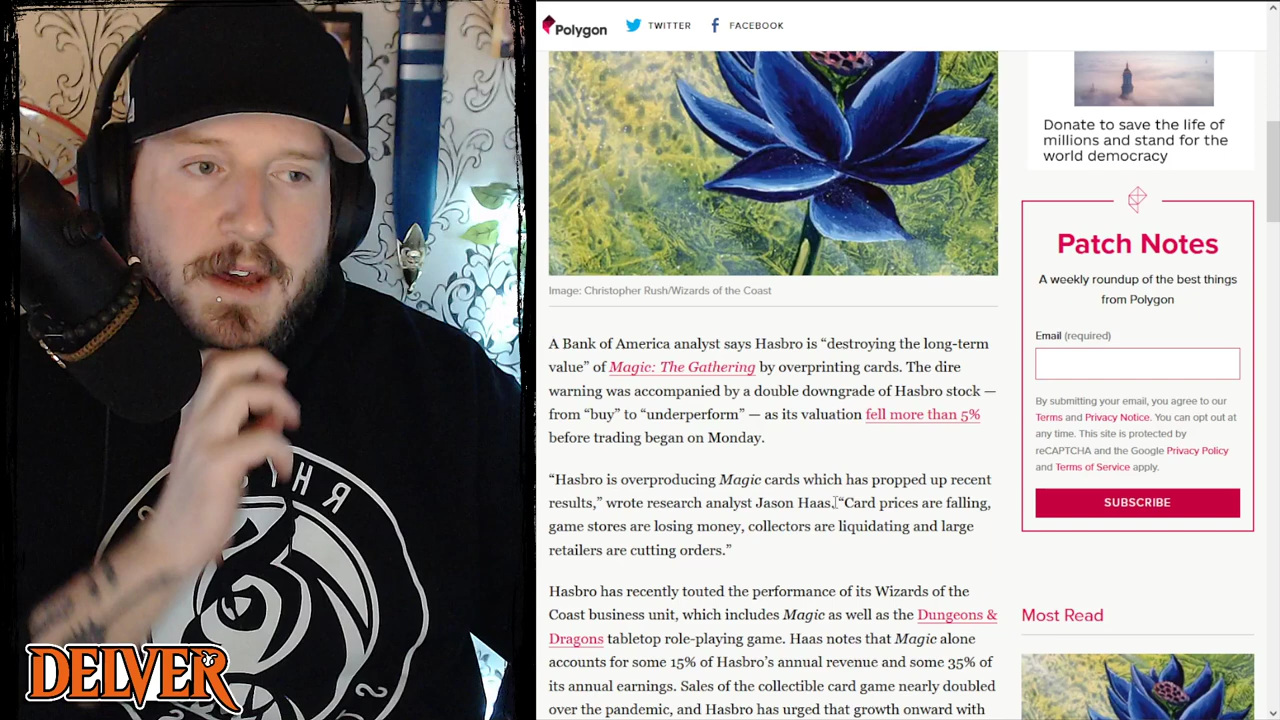 Polygon
TWITTER
FACEBOOK
Image: Christopher Rush/Wizards of the Coast
A Bank of America analyst says Hasbro is “destroying the long-term
value” of Magic: The Gathering by overprinting cards. The dire
warning was accompanied by a double downgrade of Hasbro stock —
from “buy” to “underperform” — as its valuation fell more than 5%
before trading began on Monday.
“Hasbro is overproducing Magic cards which has propped up recent
results,” wrote research analyst Jason Haas. “Card prices are falling,
game stores are losing money, collectors are liquidating and large
retailers are cutting orders.”
Hasbro has recently touted the performance of its Wizards of the
Coast business unit, which includes Magic as well as the Dungeons &
Dragons tabletop role-playing game. Haas notes that Magic alone
accounts for some 15% of Hasbro’s annual revenue and some 35% of
its annual earnings. Sales of the collectible card game nearly doubled
over the pandemic, and Hasbro has urged that growth onward with
Donate to save the life of
millions and stand for the
world democracy
Patch Notes
A weekly roundup of the best things
from Polygon
Email (required)
By submitting your email, you agree to our
Terms and Privacy Notice. You can opt out at
any time. This site is protected by
reCAPTCHA and the Google Privacy Policy
and Terms of Service apply.
SUBSCRIBE
Most Read
DELVER